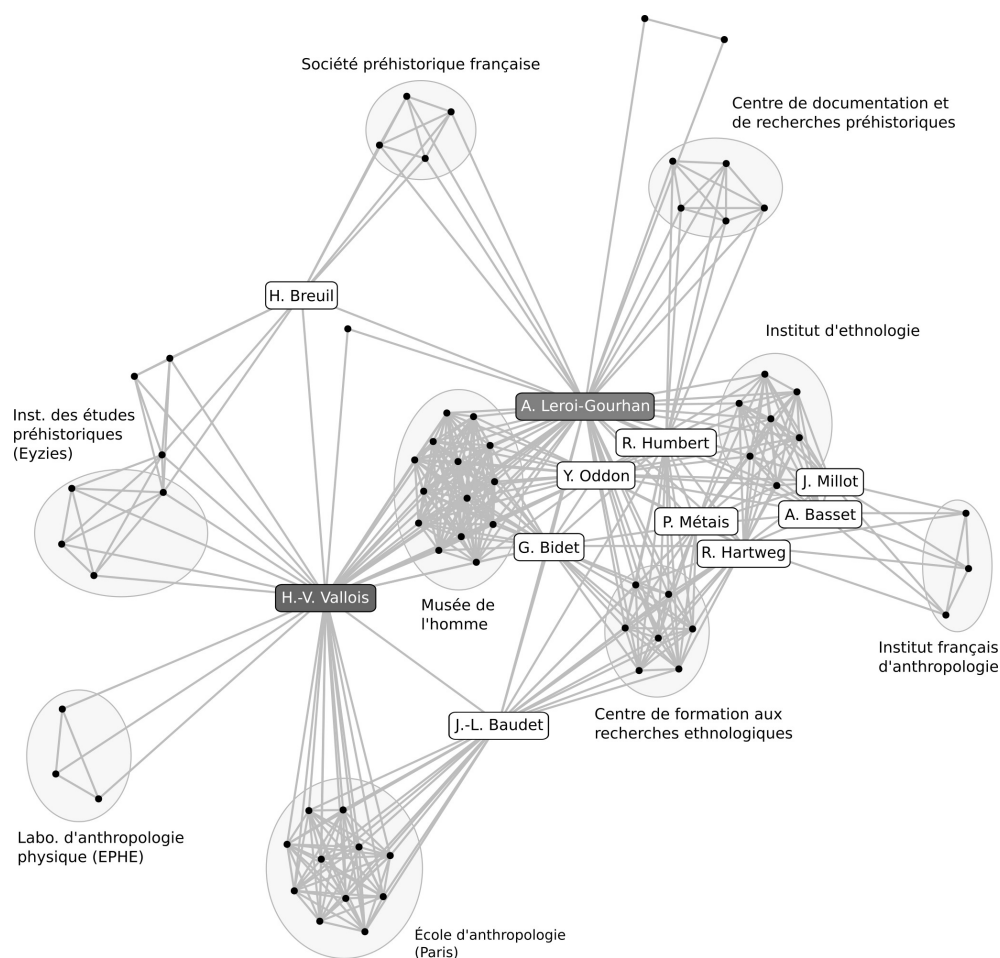 Société préhistorique française
Centre de documentation et
de recherches préhistoriques
H. Breuil
Institut d'ethnologie
A. Leroi-Gourhan
Inst. des études
préhistoriques
(Eyzies)
R. Humbert
Y. Oddon
J. Millot
A. Basset
P. Métais
G. Bidet
R. Hartweg
H.-V. Vallois
Musée de
l'homme
Institut français
d'anthropologie
J.-L. Baudet
Centre de formation aux
recherches ethnologiques
Labo. d'anthropologie
physique (EPHE)
École d'anthropologie
(Paris)